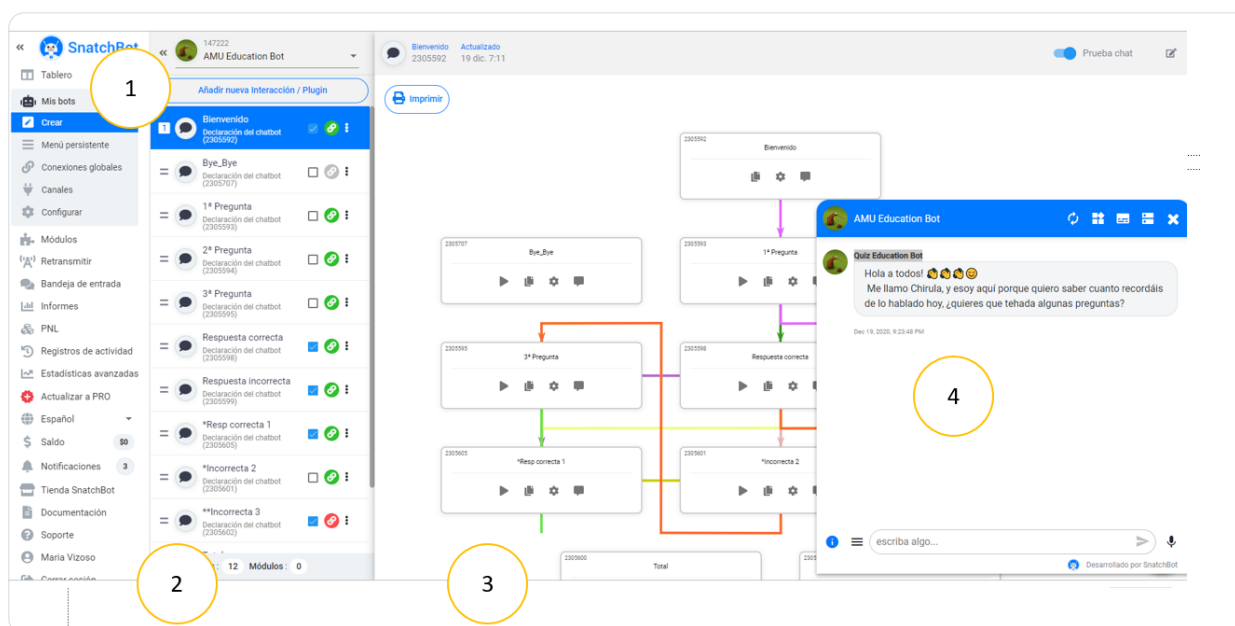 SnatchBot
Tablero
1
Mis bots
Crear
Menú persistente
Conexiones globales
Canales
Configurar
Módulos
Retransmitir
Bandeja de entrada
Informes
PNL
Registros de actividad
Estadísticas avanzadas
Actualizar a PRO
Español
Saldo $0
Notificaciones 3
Tienda SnatchBot
Documentación
Soporte
Maria Vizoso
Cerrar sesión
147222
AMU Education Bot
Añadir nueva Interacción / Plugin
1
Bienvenido
Declaración del chatbot
(2305592)
Bye_Bye
Declaración del chatbot
(2305707)
1ª Pregunta
Declaración del chatbot
(2305593)
2ª Pregunta
Declaración del chatbot
(2305594)
3ª Pregunta
Declaración del chatbot
(2305595)
Respuesta correcta
Declaración del chatbot
(2305598)
Respuesta incorrecta
Declaración del chatbot
(2305599)
*Resp correcta 1
Declaración del chatbot
(2305605)
*Incorrecta 2
Declaración del chatbot
(2305601)
**Incorrecta 3
Declaración del chatbot
(2305602)
: 12 Módulos : 0
2
Bienvenido Actualizado
2305592 19 dic. 7:11
Prueba chat
Imprimir
2305592
Bienvenido
2305707
Bye_Bye
2305593
1ª Pregunta
2305595
3ª Pregunta
2305598
Respuesta correcta
2305605
*Resp correcta 1
2305601
*Incorrecta 2
2305600
Total
3
AMU Education Bot
Quiz Education Bot
Hola a todos!
Me llamo Chirula, y esoy aquí porque quiero saber cuanto recordáis
de lo hablado hoy, ¿quieres que tehada algunas preguntas?
Dec 19, 2020, 9:23:48 PM
4
escriba algo...
Desarrollado por SnatchBot